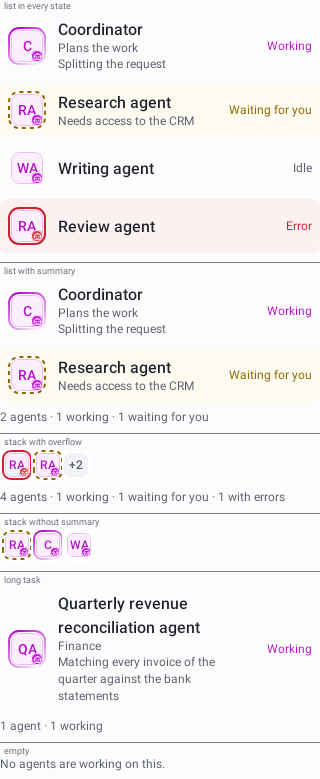 list in every state
C
Coordinator
Plans the work
Splitting the request
Working
RA
Research agent
Needs access to the CRM
Waiting for you
WA
Writing agent
Idle
RA
Review agent
Error
list with summary
C
Coordinator
Plans the work
Splitting the request
Working
RA
Research agent
Needs access to the CRM
Waiting for you
2 agents · 1 working · 1 waiting for you
stack with overflow
RA RA +2
4 agents · 1 working · 1 waiting for you · 1 with errors
stack without summary
RA C WA
long task
QA
Quarterly revenue
reconciliation agent
Finance
Matching every invoice of the
quarter against the bank
statements
Working
1 agent · 1 working
empty
No agents are working on this.